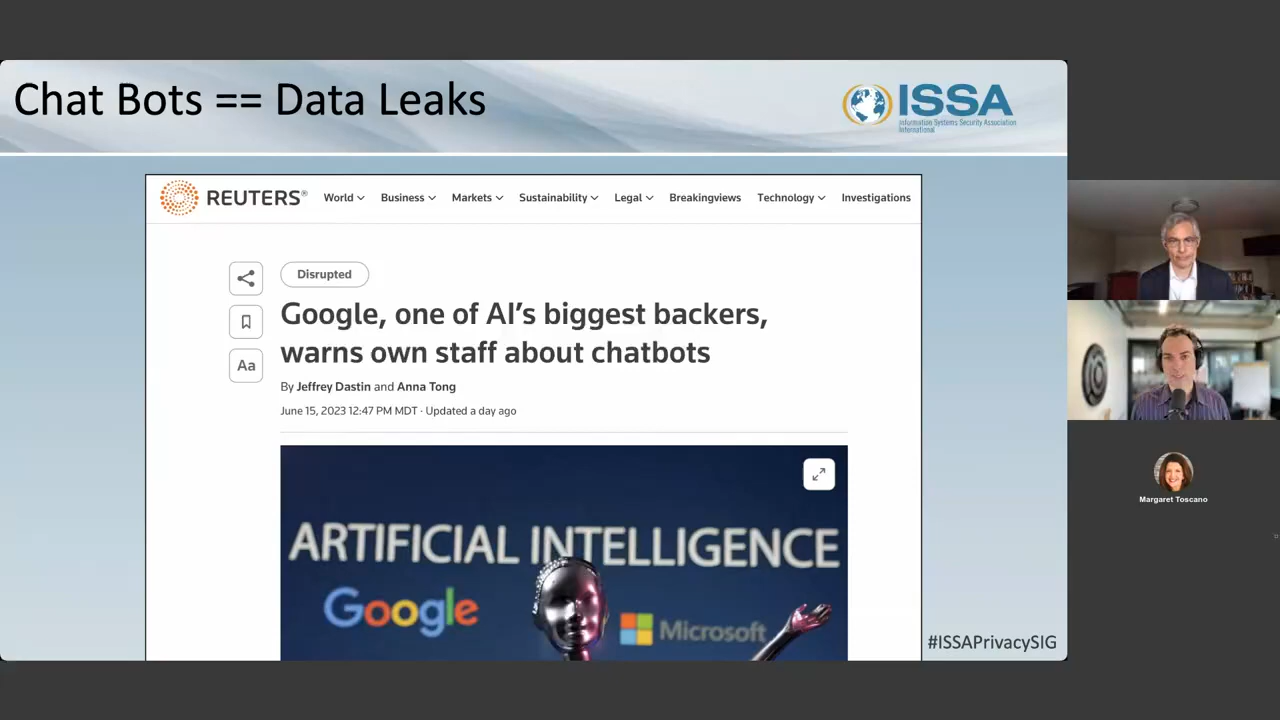 Chat Bots == Data Leaks
ISSA
Information Systems Security Association
International
REUTERS®
World Business Markets Sustainability Legal Breakingviews Technology Investigations
Disrupted
Google, one of AI's biggest backers,
warns own staff about chatbots
Aa
By Jeffrey Dastin and Anna Tong
June 15, 2023 12:47 PM MDT · Updated a day ago
ARTIFICIAL INTELLIGENCE
Google
Microsoft
#ISSAPrivacySIG
Margaret Toscano